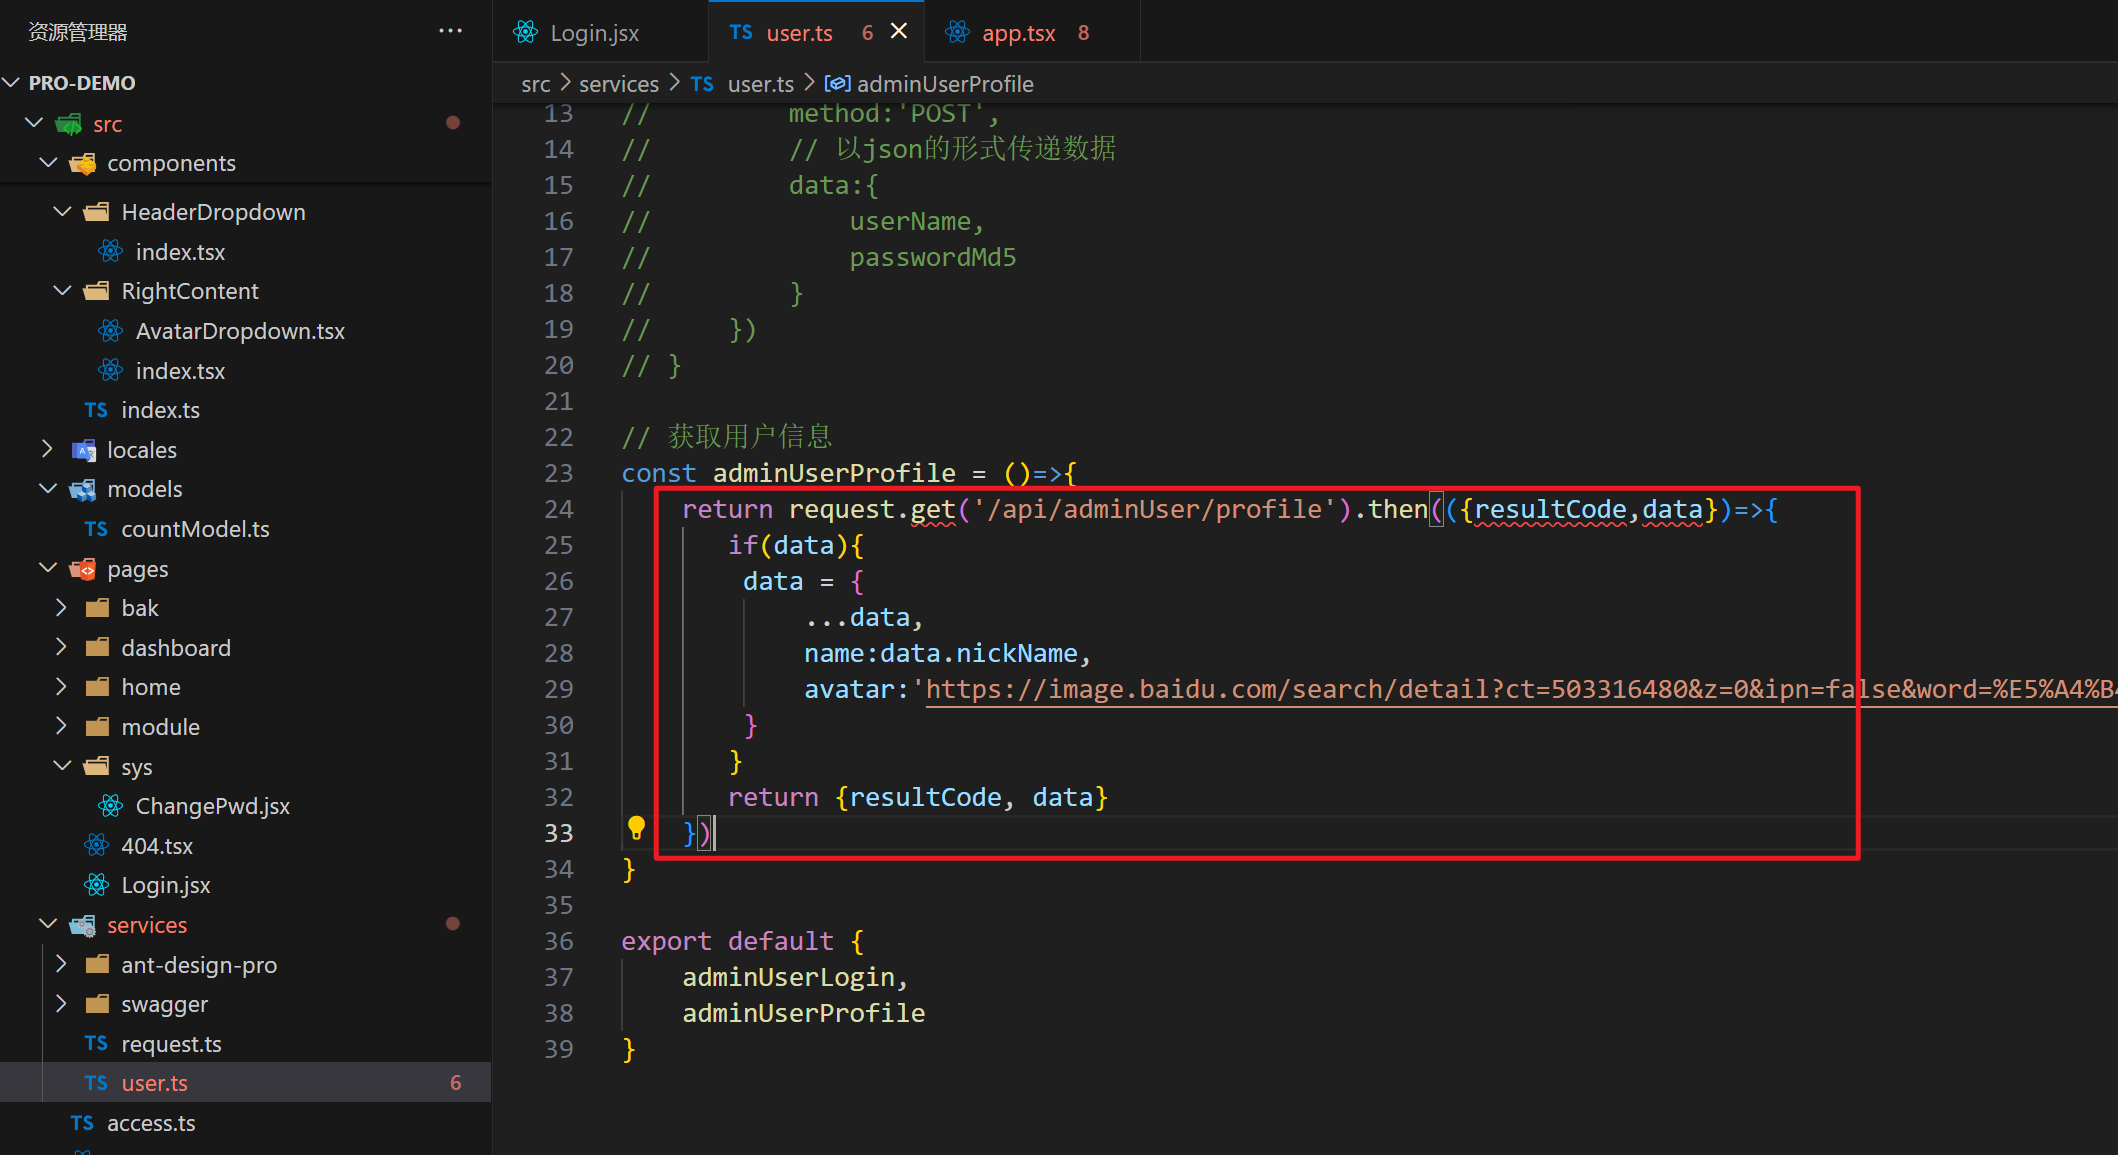 资源管理器
PRO-DEMO
src
components
HeaderDropdown
index.tsx
RightContent
AvatarDropdown.tsx
index.tsx
TS index.ts
locales
models
TS countModel.ts
pages
bak
dashboard
home
module
sys
ChangePwd.jsx
404.tsx
Login.jsx
services
ant-design-pro
swagger
TS request.ts
TS user.ts 6
TS access.ts
Login.jsx
TS user.ts 6
app.tsx 8
src > services > TS user.ts > adminUserProfile
13 // method:'POST',
14 // // 以json的形式传递数据
15 // data:{
16 // userName,
17 // passwordMd5
18 // }
19 // })
20 // }
21
22 // 获取用户信息
23 const adminUserProfile = ()=>{
24 return request.get('/api/adminUser/profile').then(({resultCode,data})=>{
25 if(data){
26 data = {
27 ...data,
28 name:data.nickName,
29 avatar:'https://image.baidu.com/search/detail?ct=503316480&z=0&ipn=false&word=%E5%A4%B4
30 }
31 }
32 return {resultCode, data}
33 })
34 }
35
36 export default {
37 adminUserLogin,
38 adminUserProfile
39 }